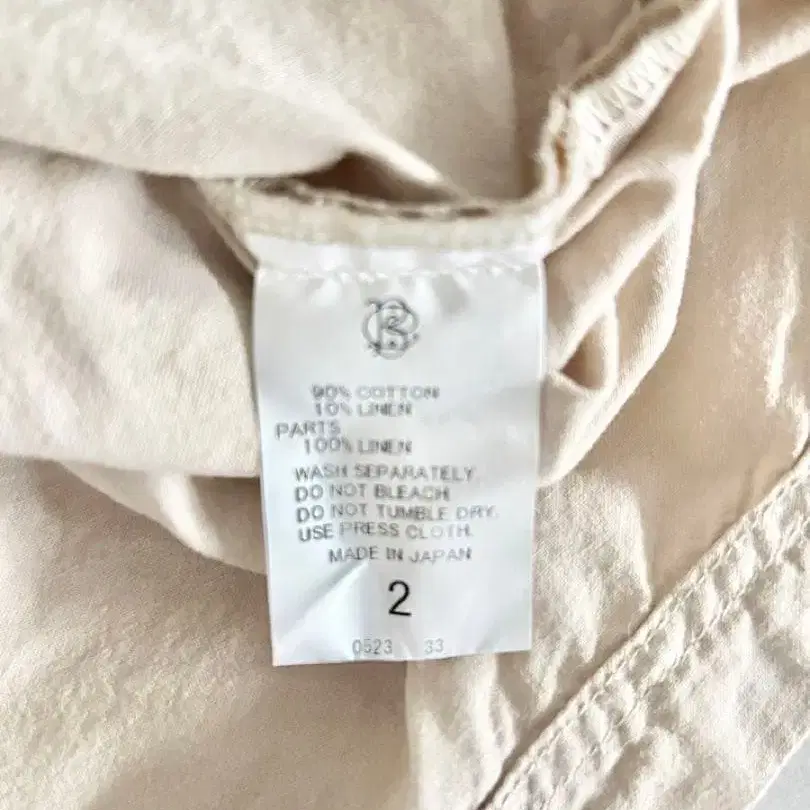 90% COTTON
10% LINEN
PARTS
100% LINEN
WASH SEPARATELY
DO NOT BLEACH
DO NOT TUMBLE DRY.
USE PRESS CLOTH.
MADE IN JAPAN
2
0523 33